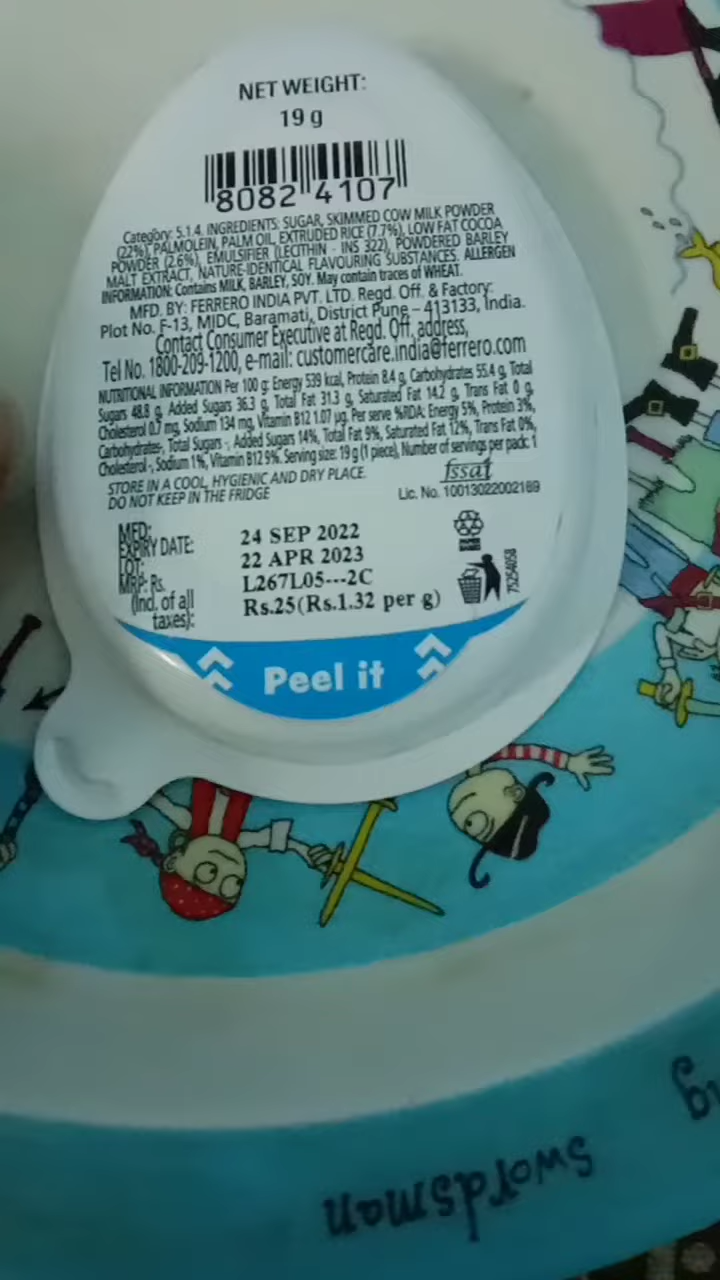 NET WEIGHT:
19 g
8082 4107
Category: 5.1.4. INGREDIENTS: SUGAR, SKIMMED COW MILK POWDER
(22%), PALMOLEIN, PALM OIL, EXTRUDED RICE (7.7%), LOW FAT COCOA
POWDER (2.6%), EMULSIFIER (LECITHIN - INS 322), POWDERED BARLEY
MALT EXTRACT, NATURE-IDENTICAL FLAVOURING SUBSTANCES. ALLERGEN
INFORMATION: Contains MILK, BARLEY, SOY. May contain traces of WHEAT.
MFD. BY: FERRERO INDIA PVT. LTD. Regd. Off. & Factory:
Plot No. F-13, MIDC, Baramati, District Pune - 413133, India.
Contact Consumer Executive at Regd. Off. address,
Tel No. 1800-209-1200, e-mail: customercare.india@ferrero.com
NUTRITIONAL INFORMATION Per 100 g: Energy 539 kcal, Protein 8.4 g, Carbohydrates 55.4 g, Total
Sugars 48.8 g, Added Sugars 36.3 g, Total Fat 31.3 g, Saturated Fat 14.2 g, Trans Fat 0 g,
Cholesterol 0.7 mg, Sodium 134 mg, Vitamin B12 1.07 µg. Per serve %RDA: Energy 5%, Protein 3%,
Carbohydrates-, Total Sugars -, Added Sugars 14%, Total Fat 9%, Saturated Fat 12%, Trans Fat 0%,
Cholesterol -, Sodium 1%, Vitamin B12 9%. Serving size: 19 g (1 piece), Number of servings per pack: 1
STORE IN A COOL, HYGIENIC AND DRY PLACE.
DO NOT KEEP IN THE FRIDGE
fssai
Lic. No. 10013022002169
MFD: 24 SEP 2022
EXPIRY DATE: 22 APR 2023
LOT: L267L05---2C
MRP: Rs. Rs.25(Rs.1.32 per g)
(Incl. of all
taxes):
75254058
Peel it
swordsman